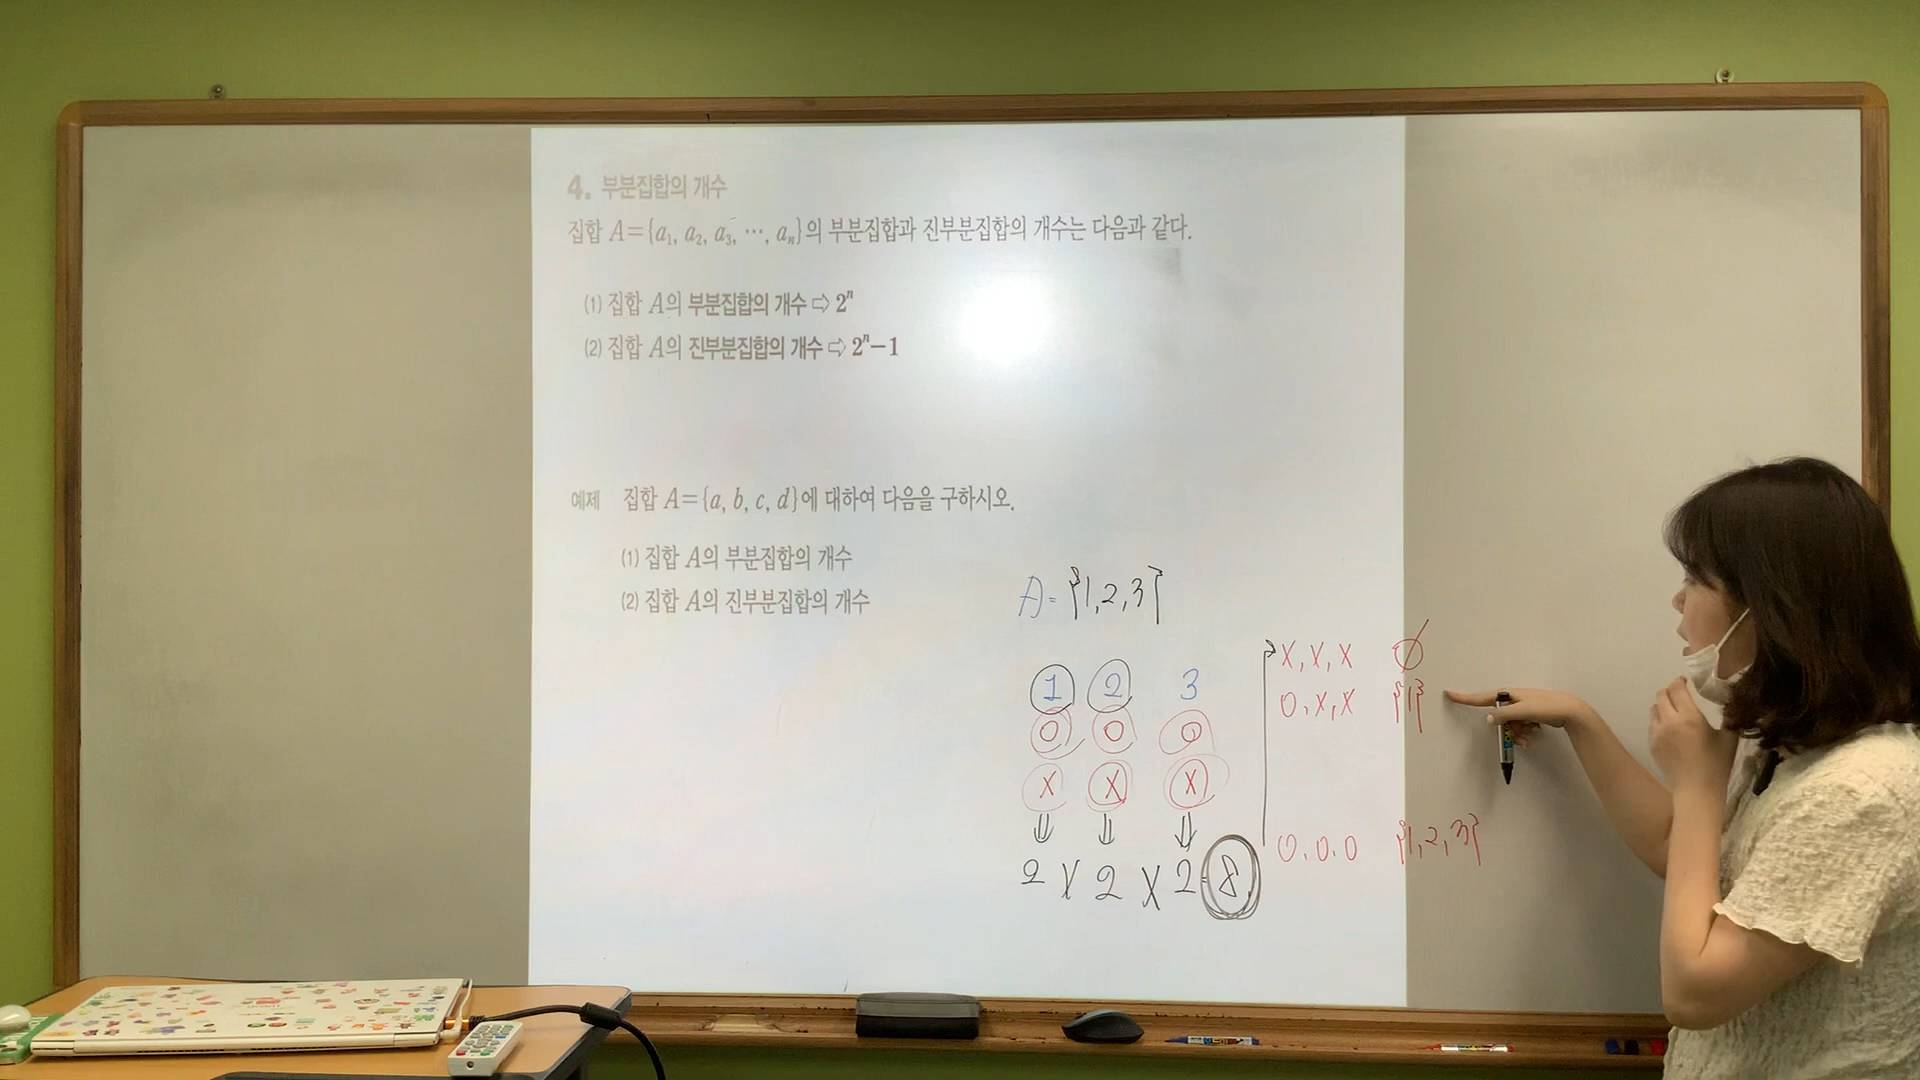 4. 부분집합의 개수
집합 A={a₁, a₂, a₃, ⋯, aₙ}의 부분집합과 진부분집합의 개수는 다음과 같다.
(1) 집합 A의 부분집합의 개수 ⇨ 2ⁿ
(2) 집합 A의 진부분집합의 개수 ⇨ 2ⁿ−1
예제 집합 A={a, b, c, d}에 대하여 다음을 구하시오.
(1) 집합 A의 부분집합의 개수
(2) 집합 A의 진부분집합의 개수
A={1,2,3}
1 2 3
O O O
X X X
⇓ ⇓ ⇓
2 X 2 X 2 = 8
X, X, X ∅
O, X, X {1}
O, O, O {1,2,3}